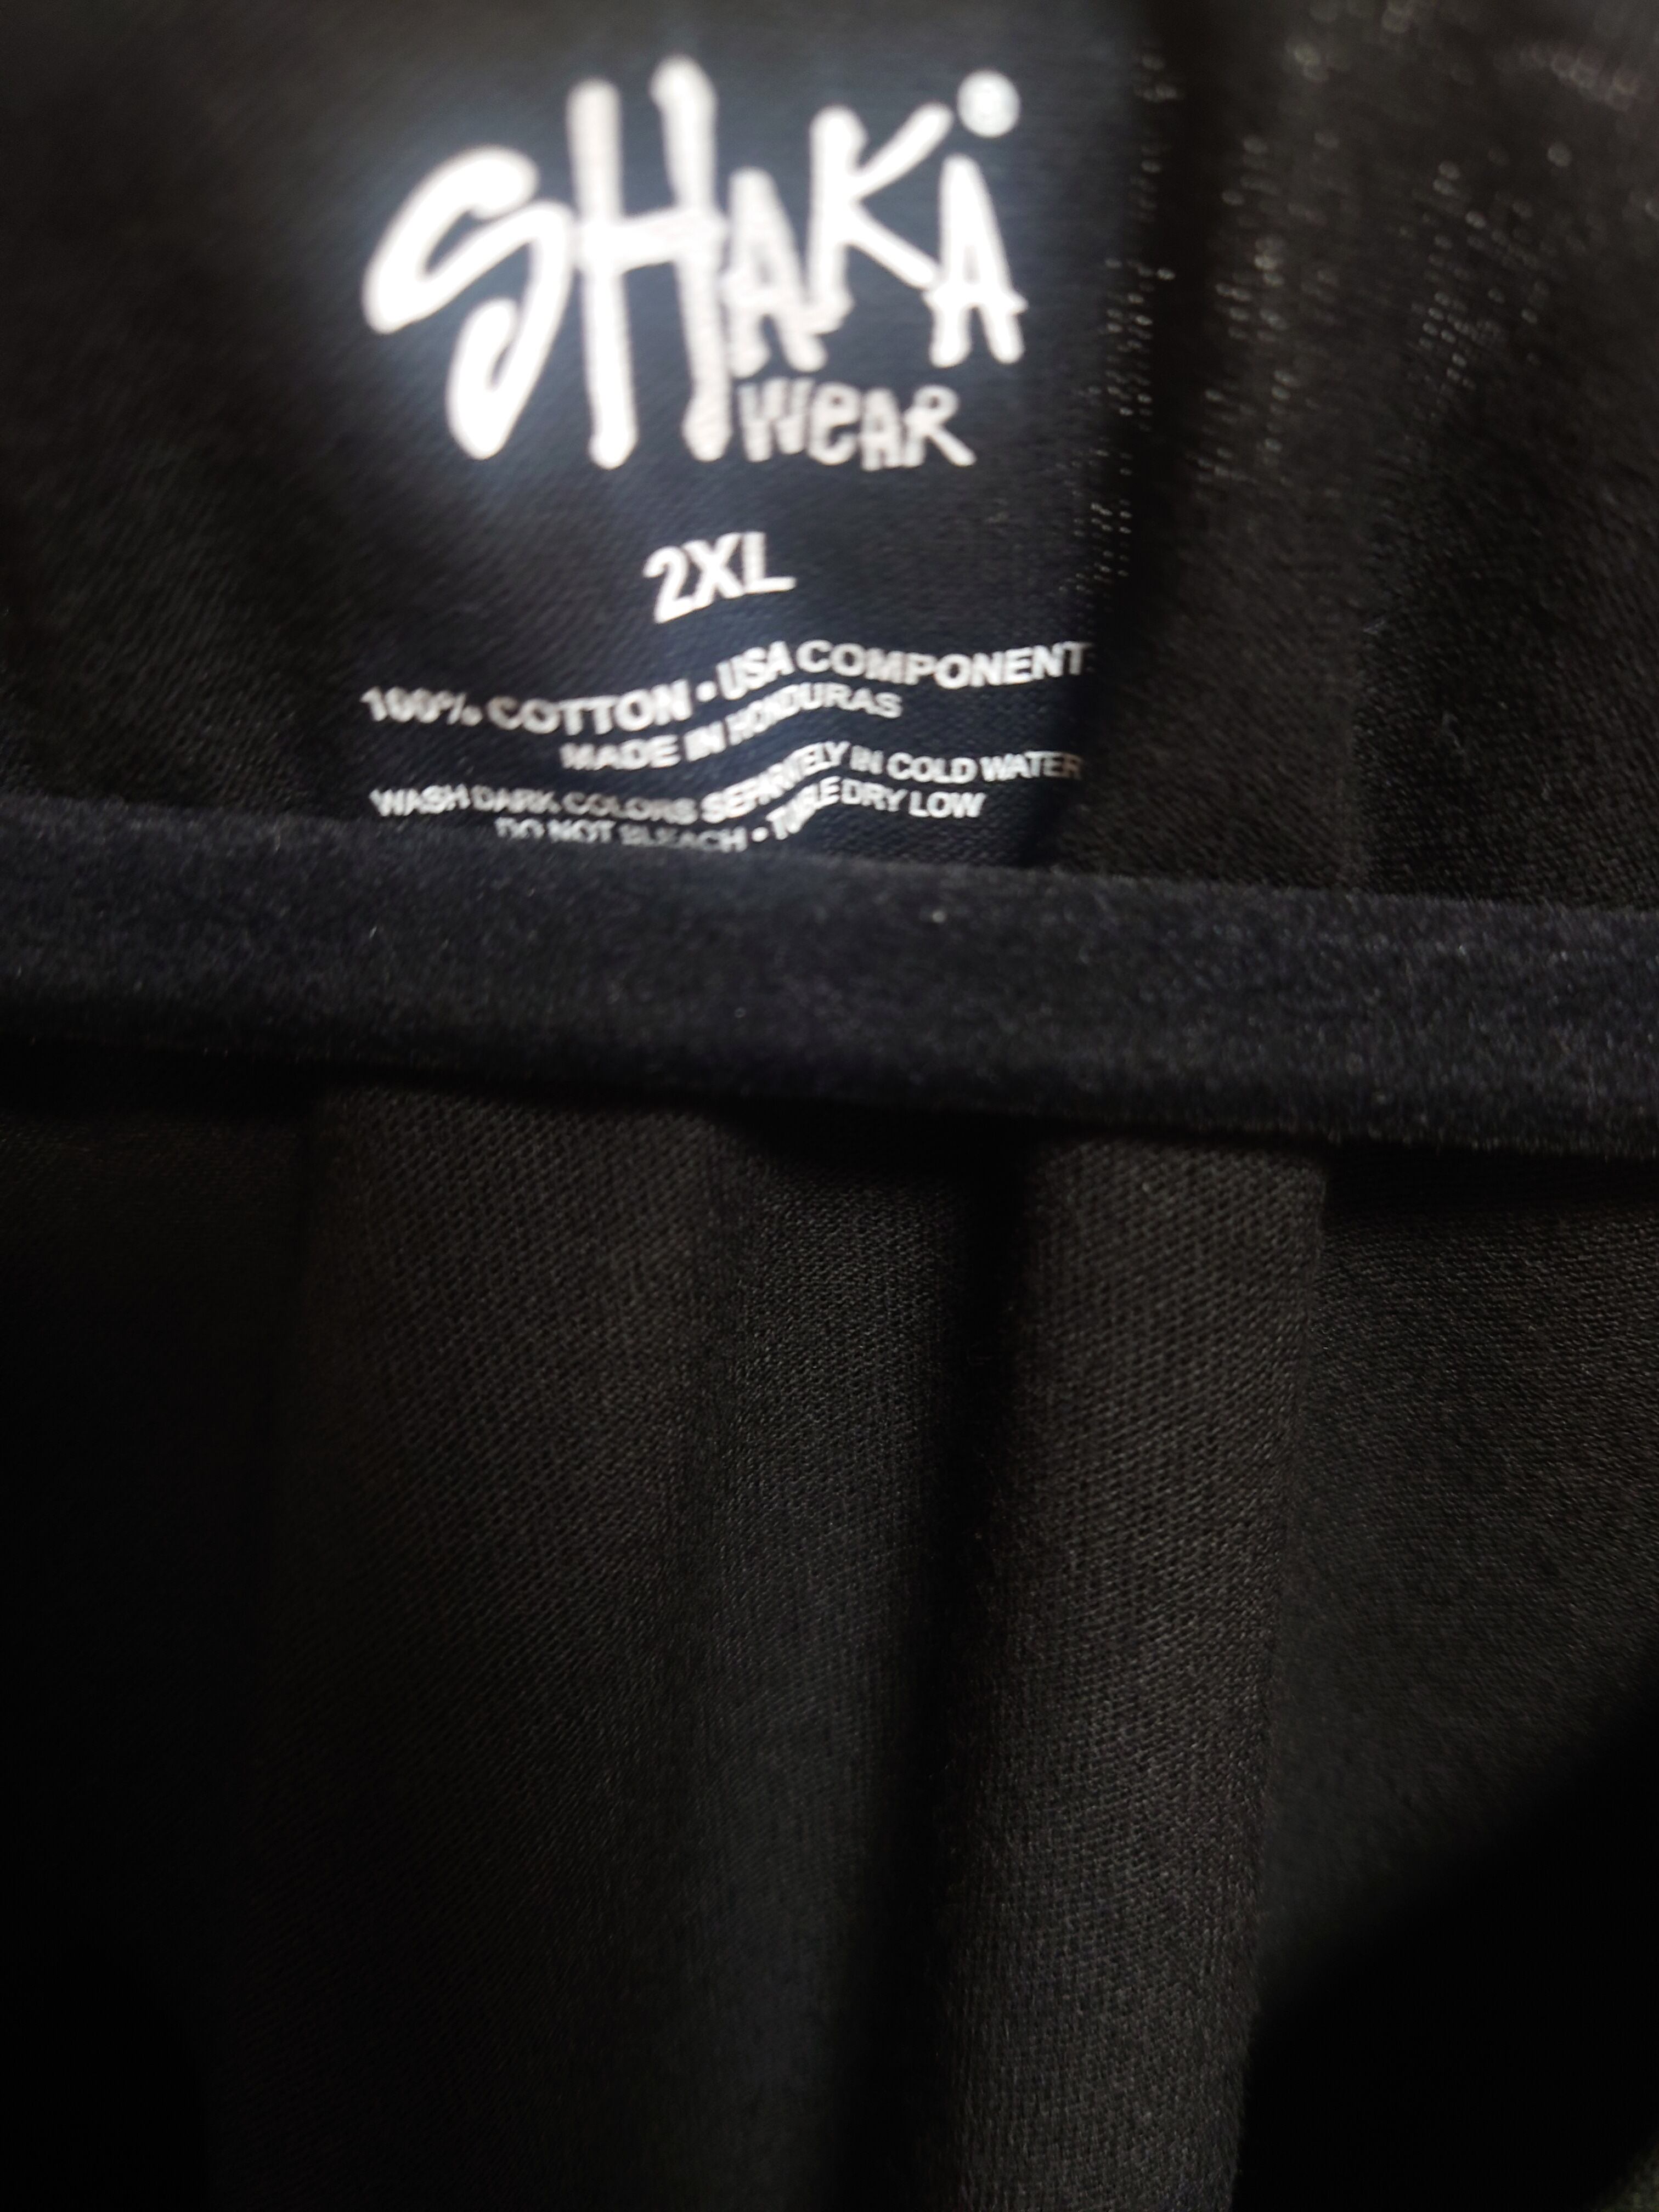 SHAKA
WEAR
2XL
100% COTTON • USA COMPONENT
MADE IN HONDURAS
WASH DARK COLORS SEPARATELY IN COLD WATER
DO NOT BLEACH • TUMBLE DRY LOW